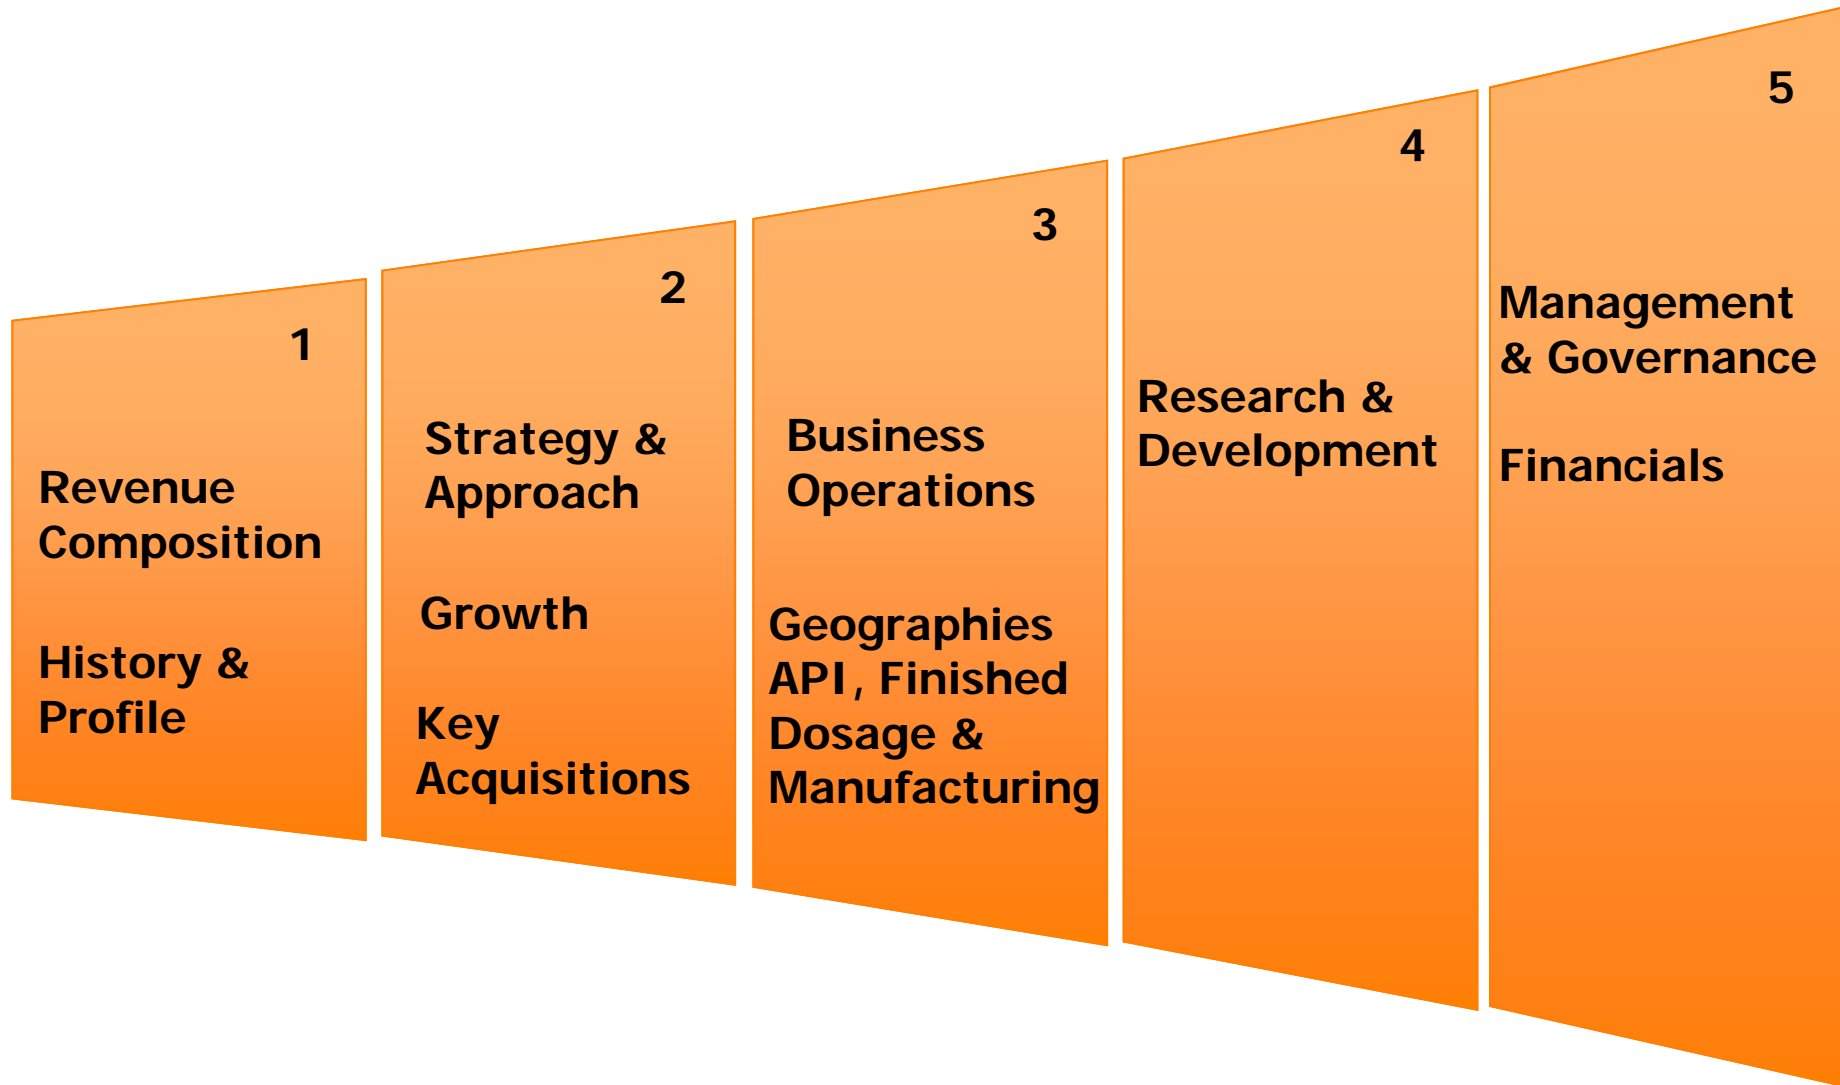 1
Revenue
Composition
History &
Profile
2
Strategy &
Approach
Growth
Key
Acquisitions
3
Business
Operations
Geographies
API, Finished
Dosage &
Manufacturing
4
Research &
Development
5
Management
& Governance
Financials